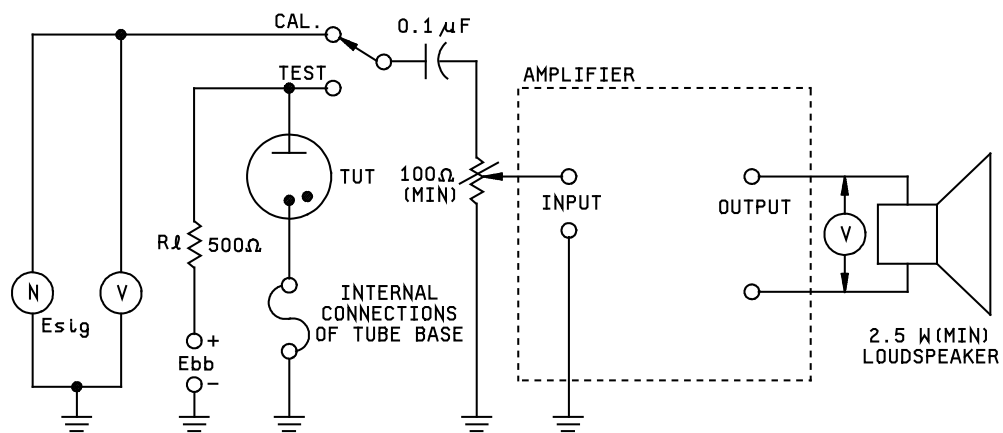 CAL.
0.1 µF
TEST
AMPLIFIER
TUT
100Ω
(MIN)
INPUT
OUTPUT
V
Rℓ 500Ω
N
V
Esig
INTERNAL
CONNECTIONS
OF TUBE BASE
+
Ebb
−
2.5 W(MIN)
LOUDSPEAKER